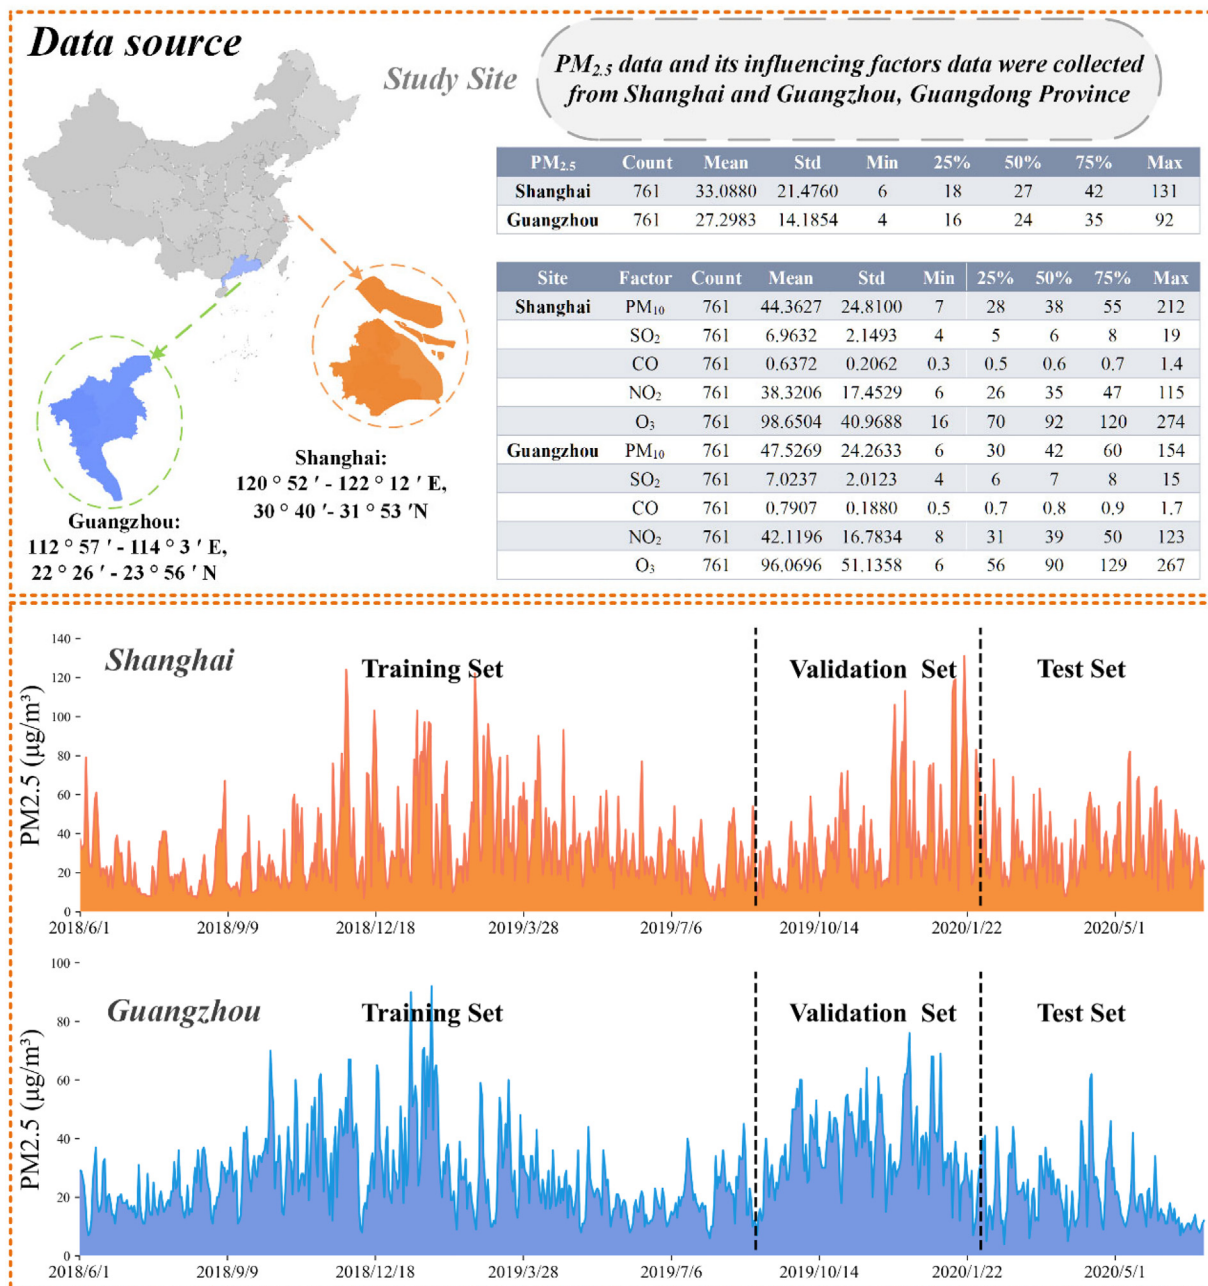 Data source
Study Site
PM2.5 data and its influencing factors data were collected
from Shanghai and Guangzhou, Guangdong Province
PM2.5 Count Mean Std Min 25% 50% 75% Max
Shanghai 761 33.0880 21.4760 6 18 27 42 131
Guangzhou 761 27.2983 14.1854 4 16 24 35 92
Site Factor Count Mean Std Min 25% 50% 75% Max
Shanghai PM10 761 44.3627 24.8100 7 28 38 55 212
SO2 761 6.9632 2.1493 4 5 6 8 19
CO 761 0.6372 0.2062 0.3 0.5 0.6 0.7 1.4
NO2 761 38.3206 17.4529 6 26 35 47 115
O3 761 98.6504 40.9688 16 70 92 120 274
Guangzhou PM10 761 47.5269 24.2633 6 30 42 60 154
SO2 761 7.0237 2.0123 4 6 7 8 15
CO 761 0.7907 0.1880 0.5 0.7 0.8 0.9 1.7
NO2 761 42.1196 16.7834 8 31 39 50 123
O3 761 96.0696 51.1358 6 56 90 129 267
Shanghai:
120 ° 52 ′ - 122 ° 12 ′ E,
30 ° 40 ′- 31 ° 53 ′N
Guangzhou:
112 ° 57 ′ - 114 ° 3 ′ E,
22 ° 26 ′ - 23 ° 56 ′ N
Shanghai
Training Set
Validation Set
Test Set
PM2.5 (μg/m³)
140
120
100
80
60
40
20
0
2018/6/1 2018/9/9 2018/12/18 2019/3/28 2019/7/6 2019/10/14 2020/1/22 2020/5/1
Guangzhou
Training Set
Validation Set
Test Set
PM2.5 (μg/m³)
100
80
60
40
20
0
2018/6/1 2018/9/9 2018/12/18 2019/3/28 2019/7/6 2019/10/14 2020/1/22 2020/5/1